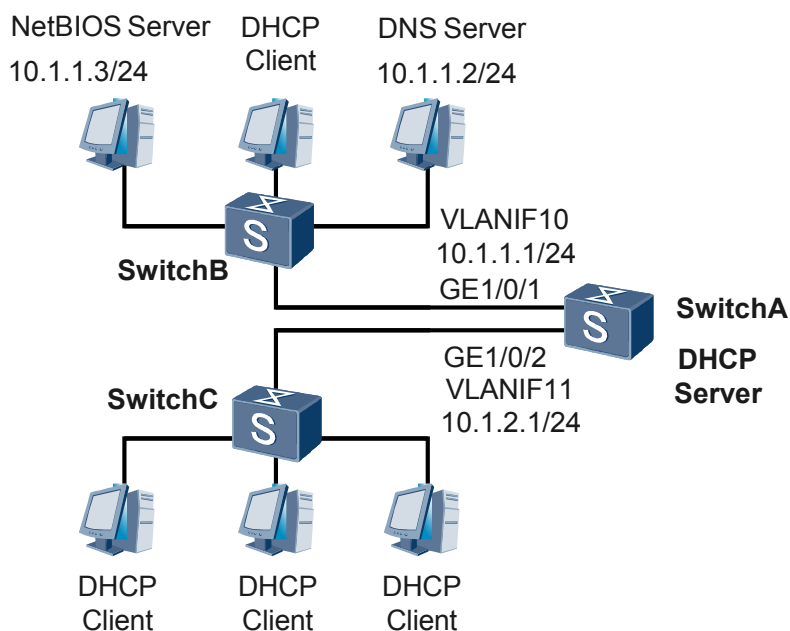 NetBIOS Server
10.1.1.3/24
DHCP
Client
DNS Server
10.1.1.2/24
S
SwitchB
VLANIF10
10.1.1.1/24
GE1/0/1
S
SwitchA
DHCP
Server
GE1/0/2
VLANIF11
10.1.2.1/24
SwitchC
S
DHCP
Client
DHCP
Client
DHCP
Client